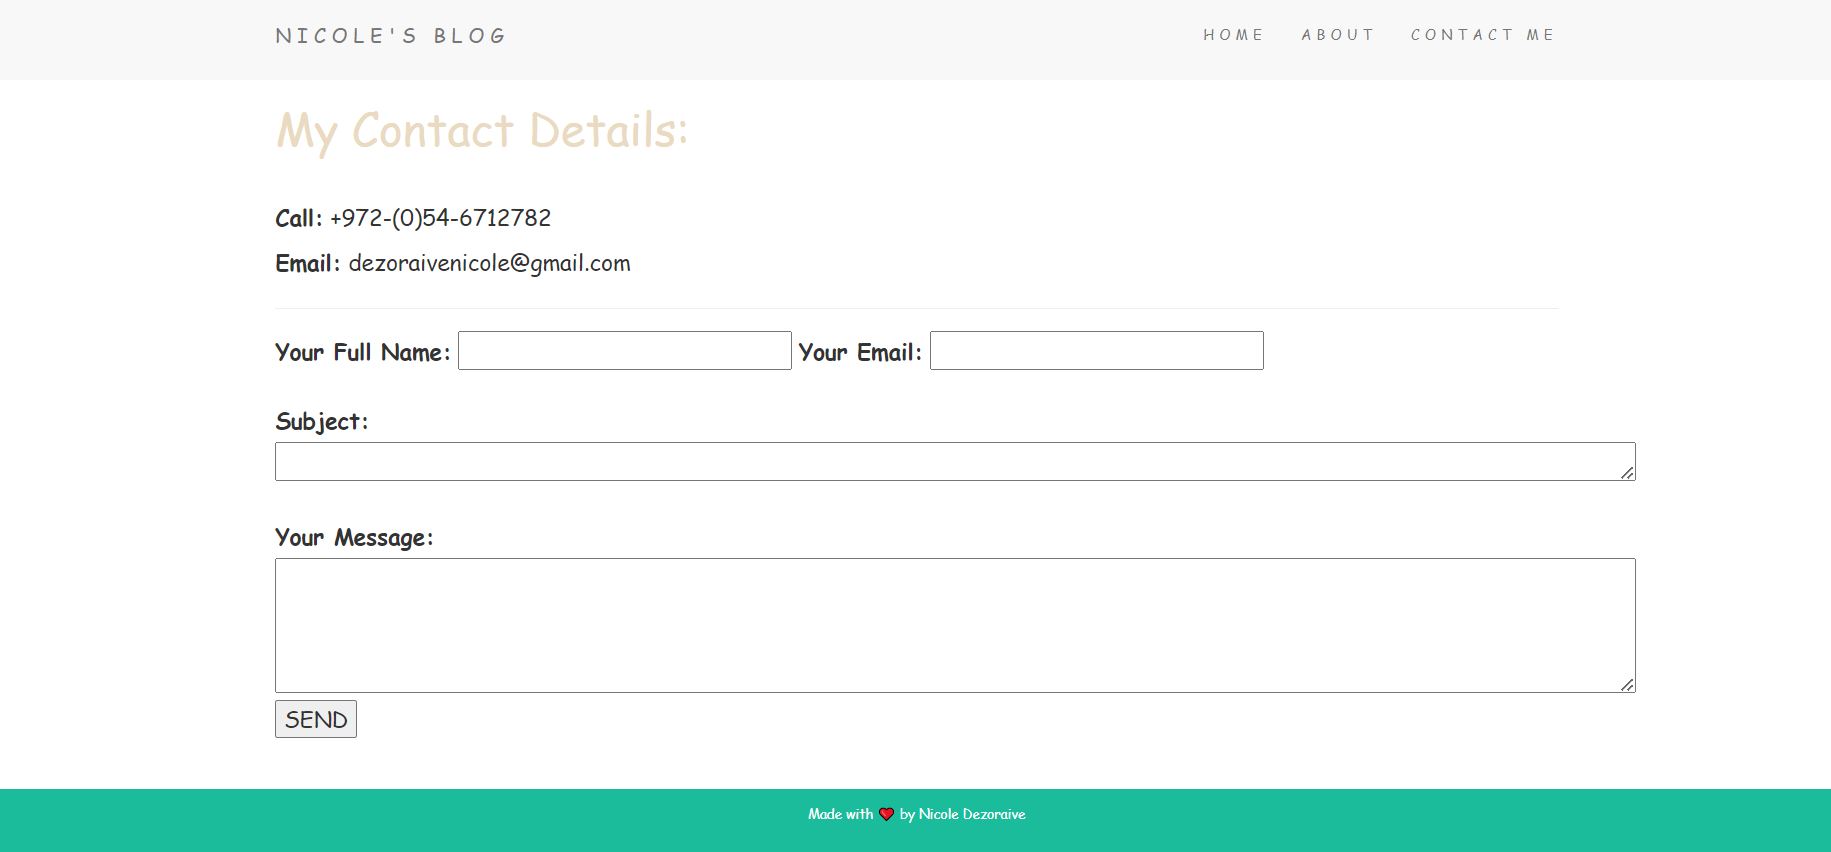 NICOLE'S BLOG HOME ABOUT CONTACT ME
My Contact Details:
Call: +972-(0)54-6712782
Email: dezoraivenicole@gmail.com
Your Full Name: Your Email:
Subject:
Your Message:
SEND
Made with ❤ by Nicole Dezoraive